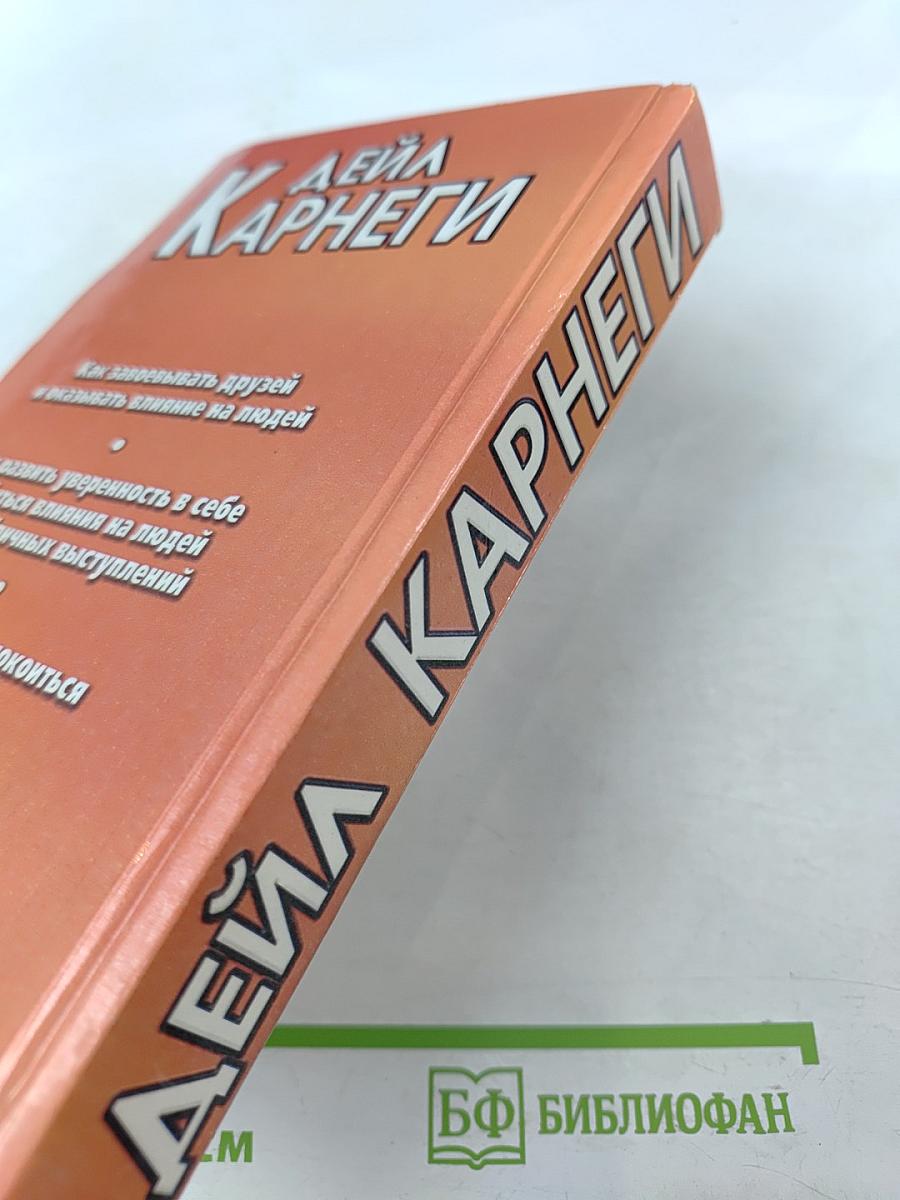 ДЕЙЛ
КАРНЕГИ
Как завоевывать друзей
и оказывать влияние на людей
развить уверенность в себе
влияния на людей
выступлений
ДЕЙЛ КАРНЕГИ
БФ БИБЛИОФАН